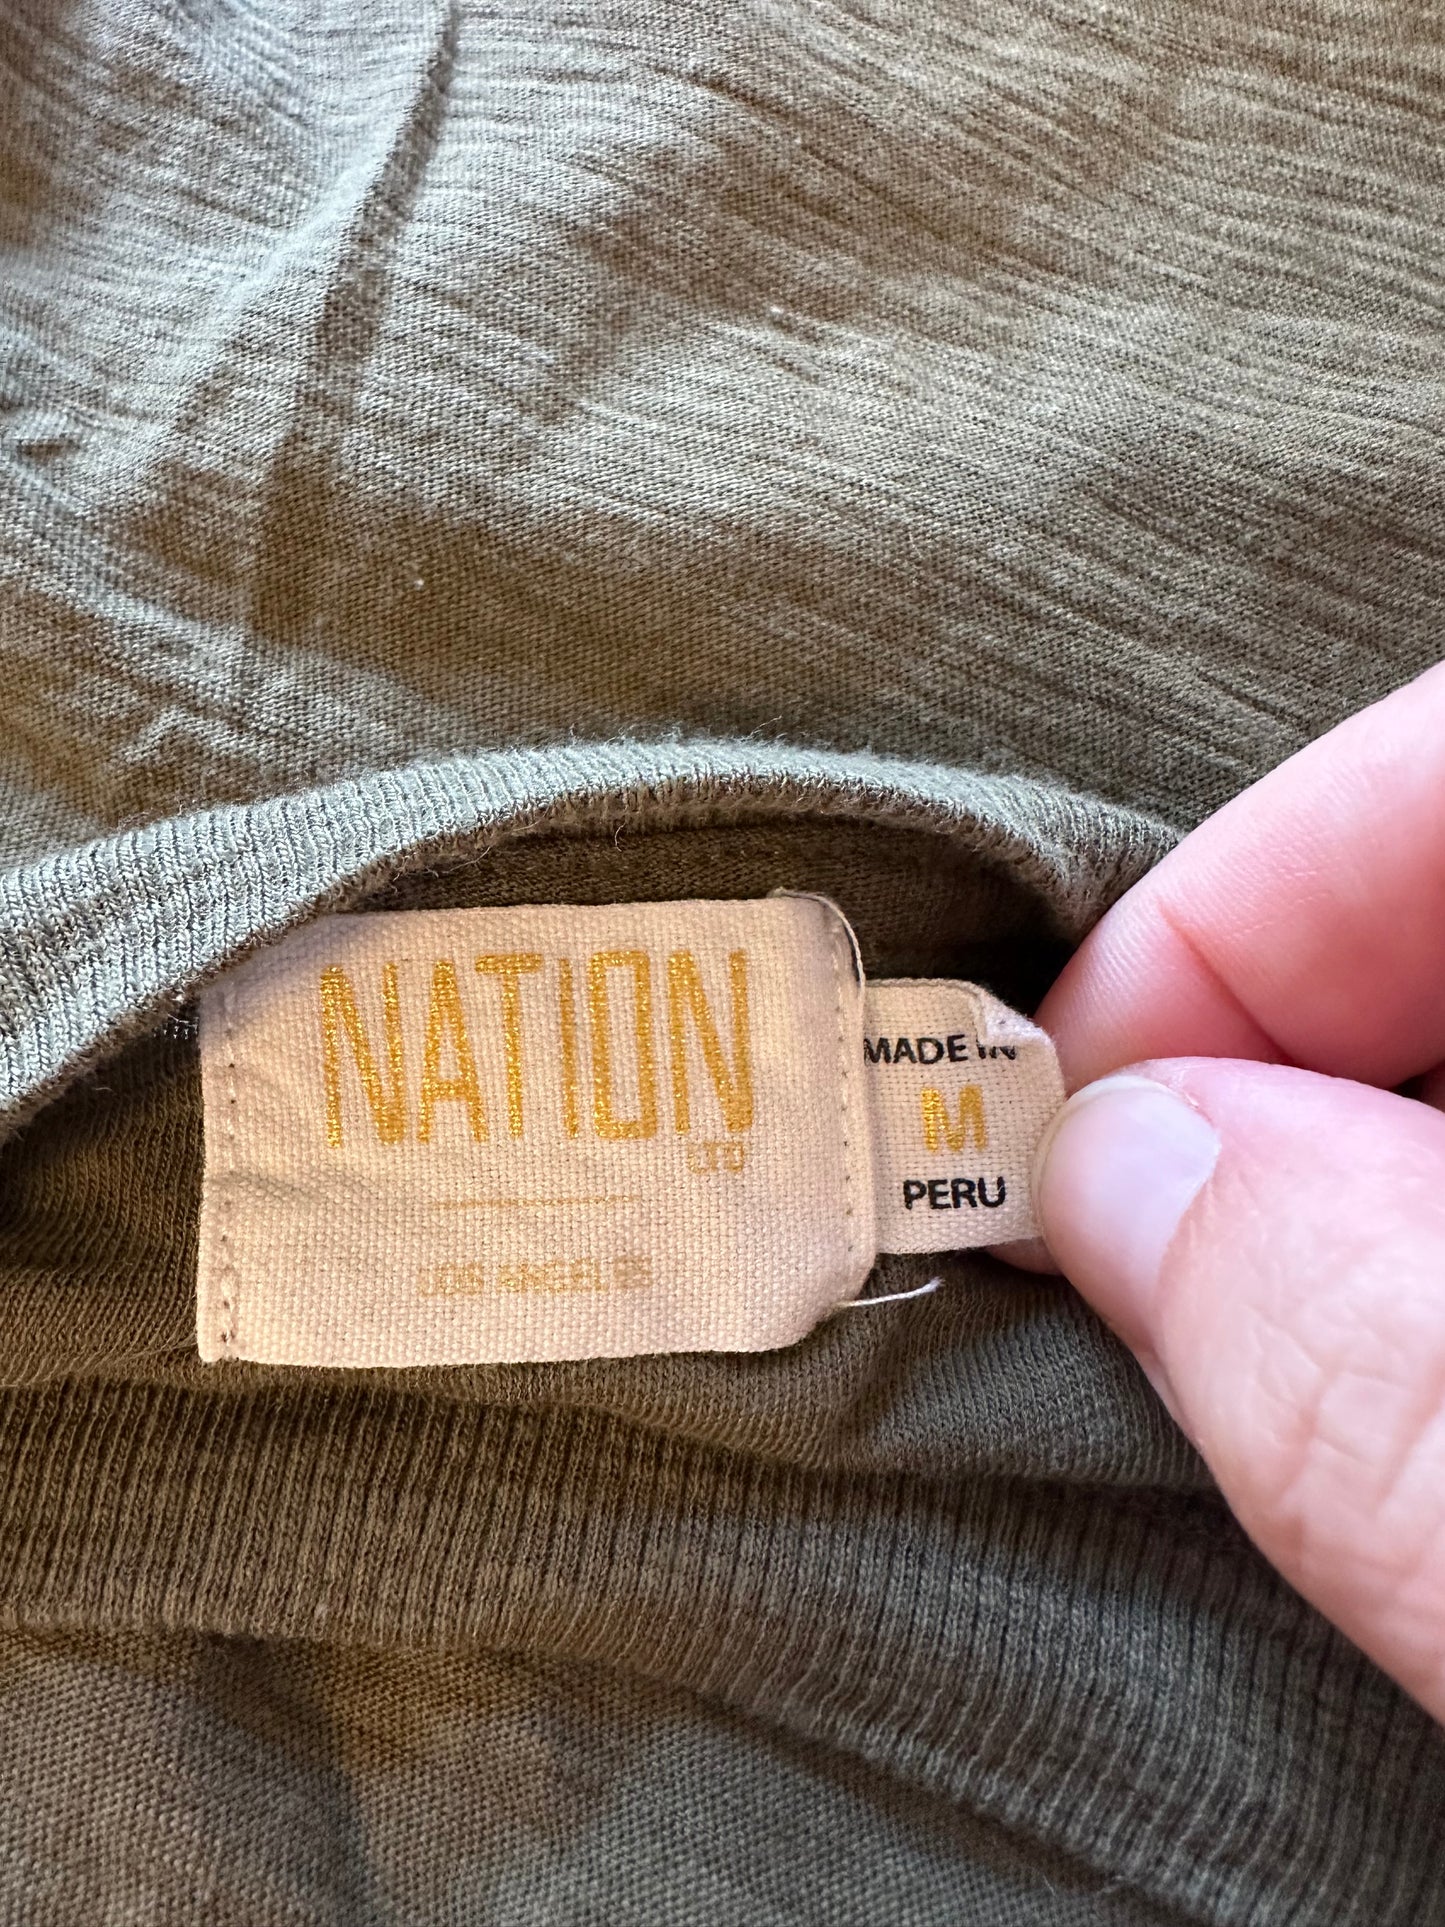 NATION
LTD
LOS ANGELES
MADE IN
M
PERU